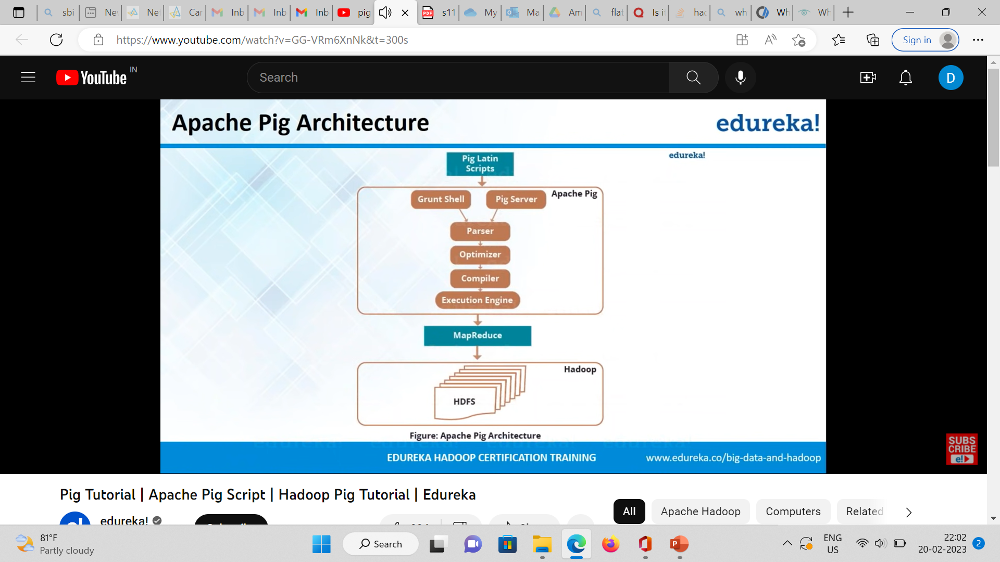 sbi
Ne
Ne
Car
Inb
Inb
Inb
pig
s11
My
Ma
Am
flat
Is i
hac
wh
Wh
Wh
https://www.youtube.com/watch?v=GG-VRm6XnNk&t=300s
Sign in
YouTube IN
Search
D
Apache Pig Architecture
edureka!
edureka!
Pig Latin
Scripts
Apache Pig
Grunt Shell
Pig Server
Parser
Optimizer
Compiler
Execution Engine
MapReduce
Hadoop
HDFS
Figure: Apache Pig Architecture
EDUREKA HADOOP CERTIFICATION TRAINING
www.edureka.co/big-data-and-hadoop
SUBS
CRIBE
e!
Pig Tutorial | Apache Pig Script | Hadoop Pig Tutorial | Edureka
All
Apache Hadoop
Computers
Related
edureka!
81°F
Partly cloudy
Search
ENG
US
22:02
20-02-2023
2